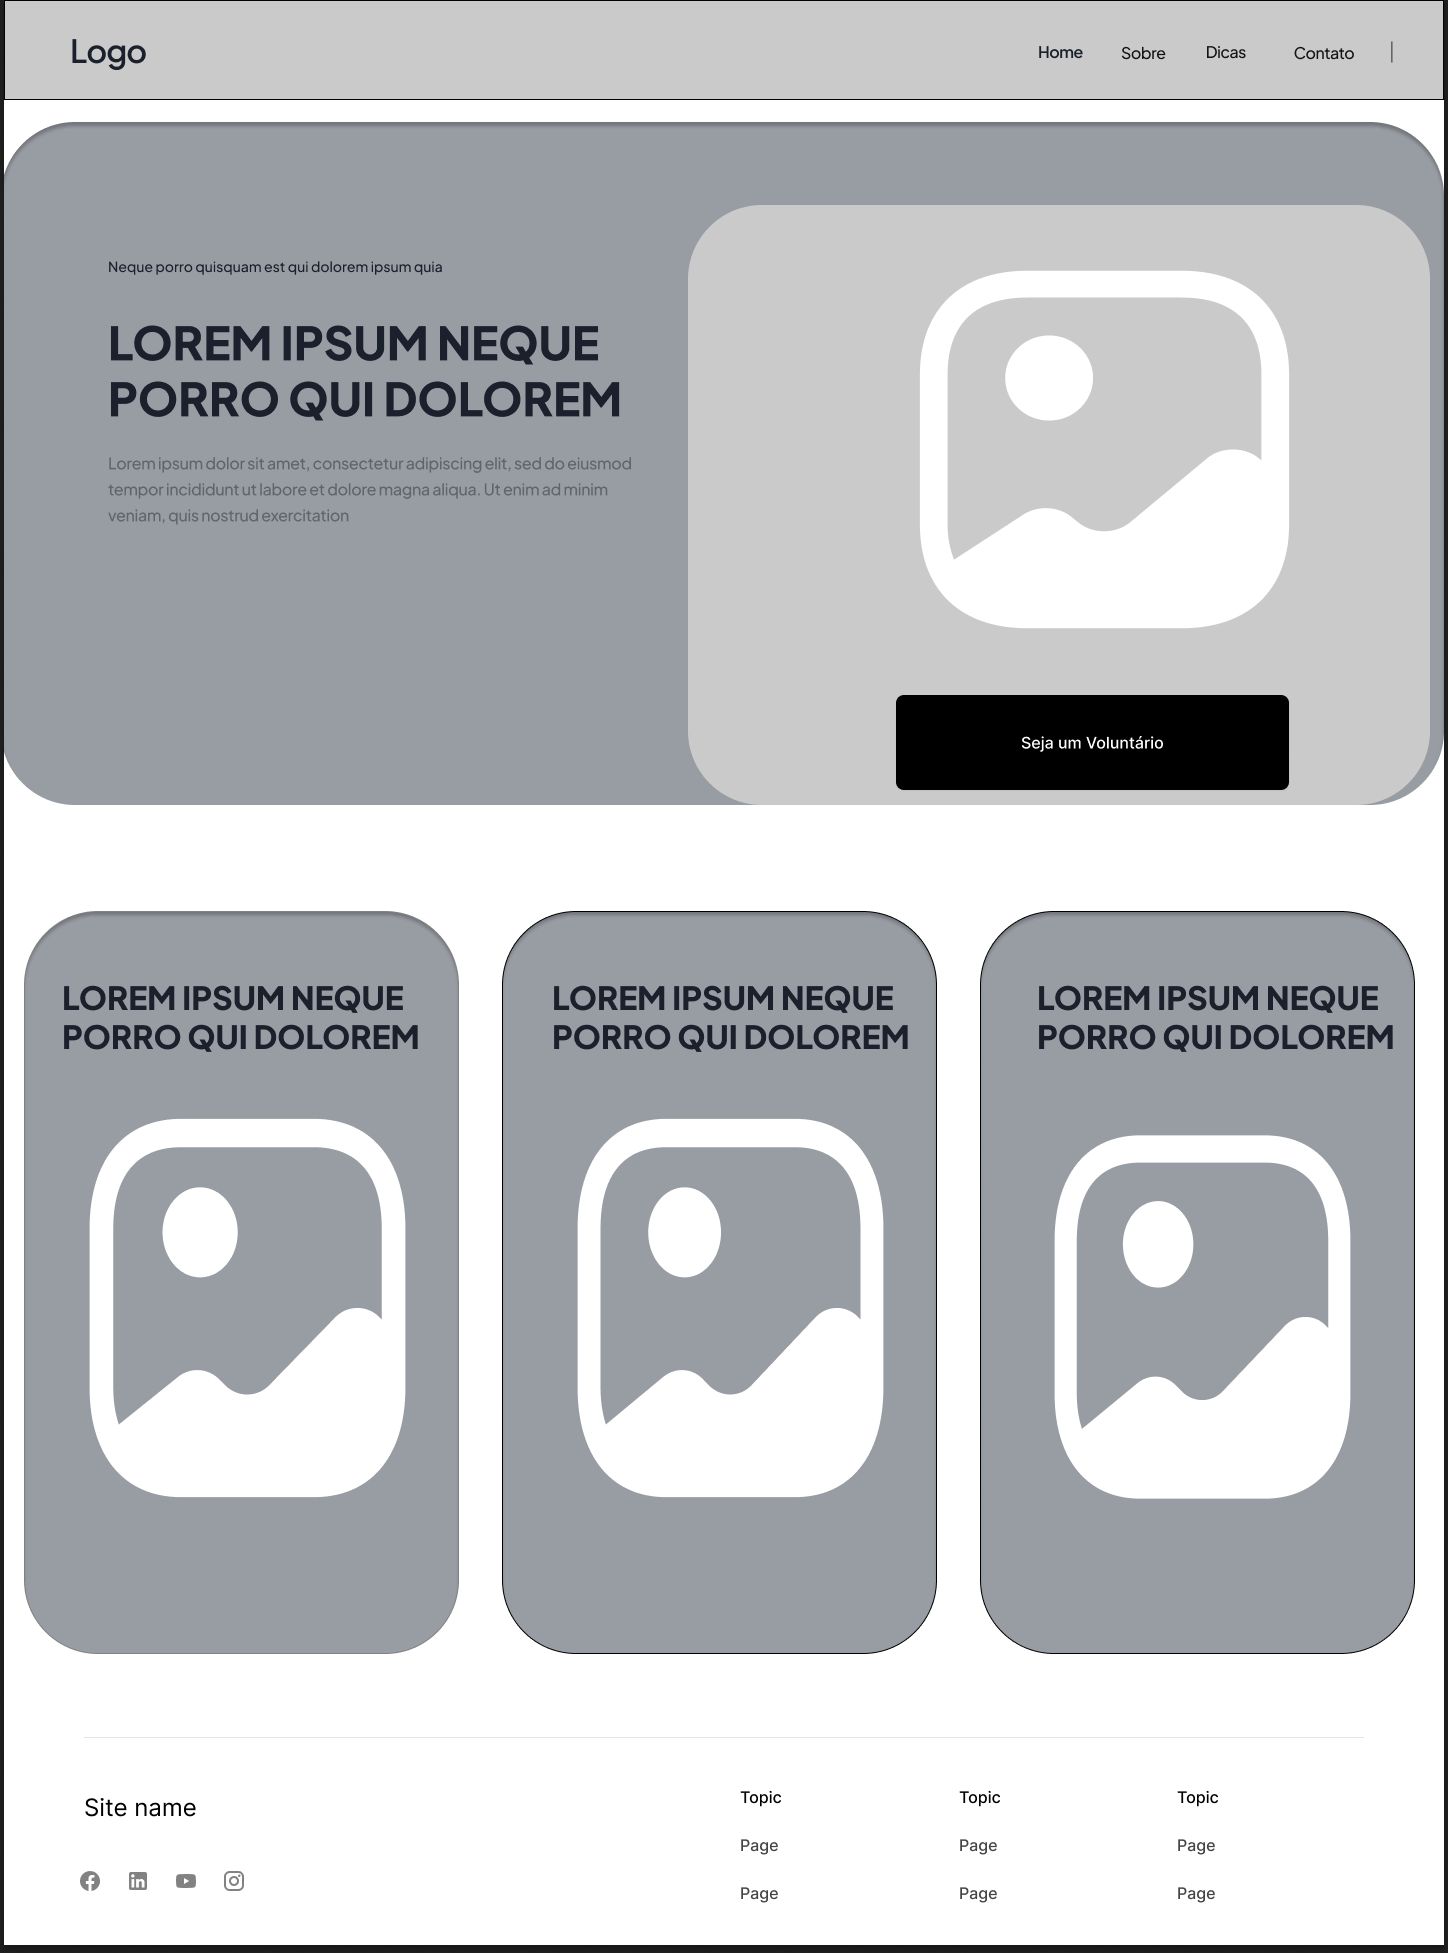 Logo
Home Sobre Dicas Contato |
Neque porro quisquam est qui dolorem ipsum quia
LOREM IPSUM NEQUE
PORRO QUI DOLOREM
Lorem ipsum dolor sit amet, consectetur adipiscing elit, sed do eiusmod
tempor incididunt ut labore et dolore magna aliqua. Ut enim ad minim
veniam, quis nostrud exercitation
Seja um Voluntário
LOREM IPSUM NEQUE
PORRO QUI DOLOREM
LOREM IPSUM NEQUE
PORRO QUI DOLOREM
LOREM IPSUM NEQUE
PORRO QUI DOLOREM
Site name
Topic
Page
Page
Topic
Page
Page
Topic
Page
Page